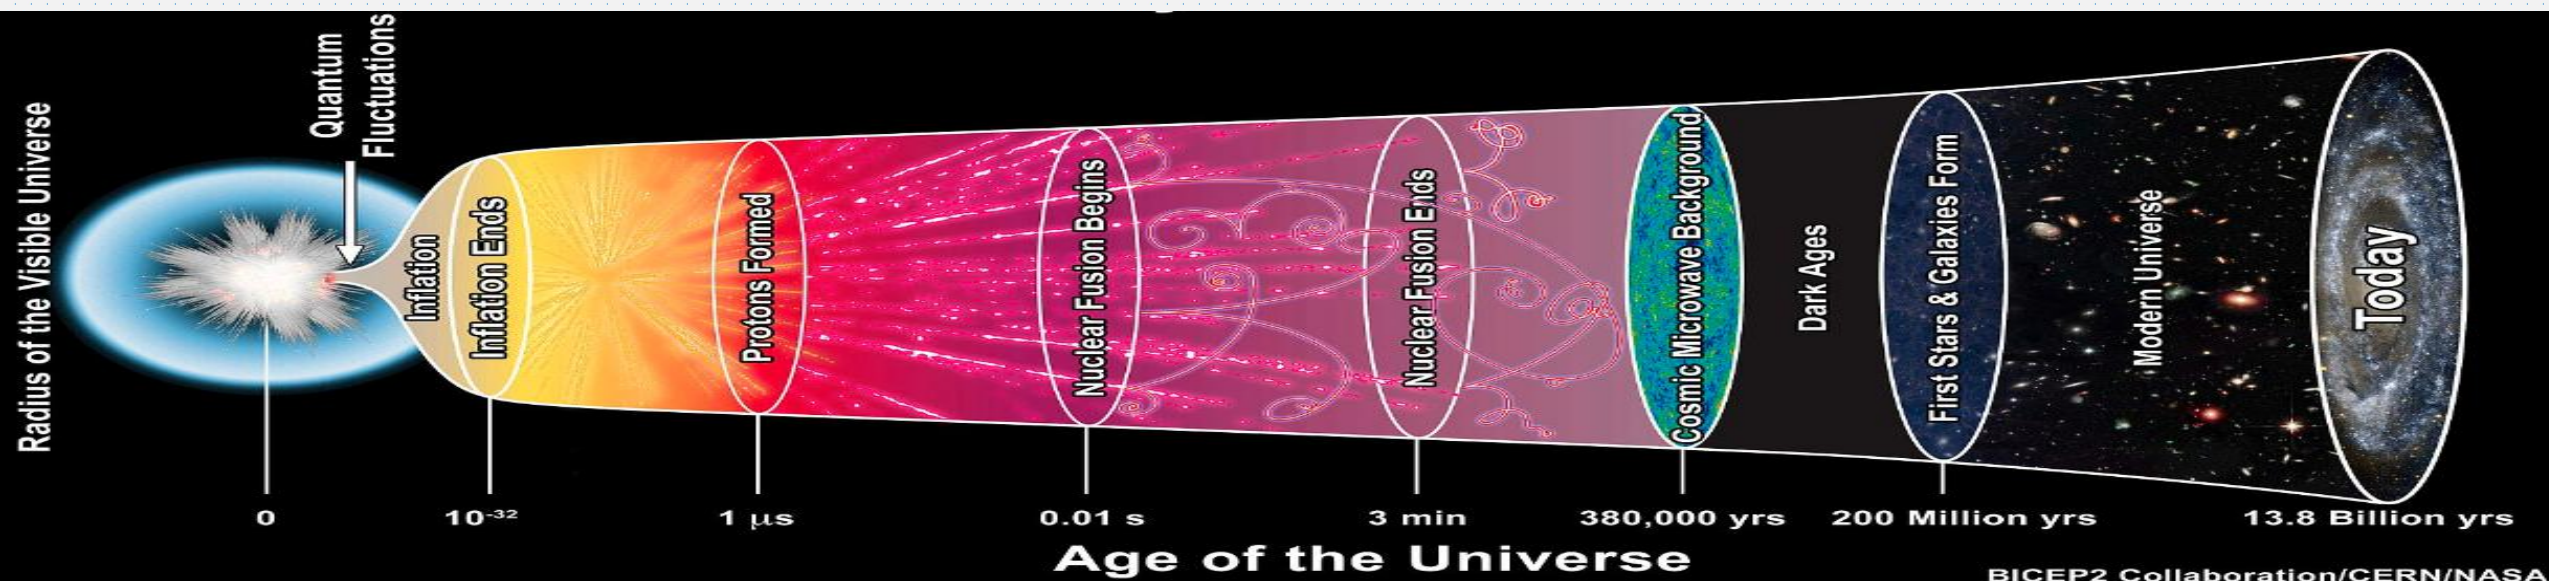 Radius of the Visible Universe
Quantum
Fluctuations
Inflation
Inflation Ends
Protons Formed
Nuclear Fusion Begins
Nuclear Fusion Ends
Cosmic Microwave Background
Dark Ages
First Stars & Galaxies Form
Modern Universe
Today
0
10⁻³²
1 µs
0.01 s
3 min
380,000 yrs
200 Million yrs
13.8 Billion yrs
Age of the Universe
BICEP2 Collaboration/CERN/NASA